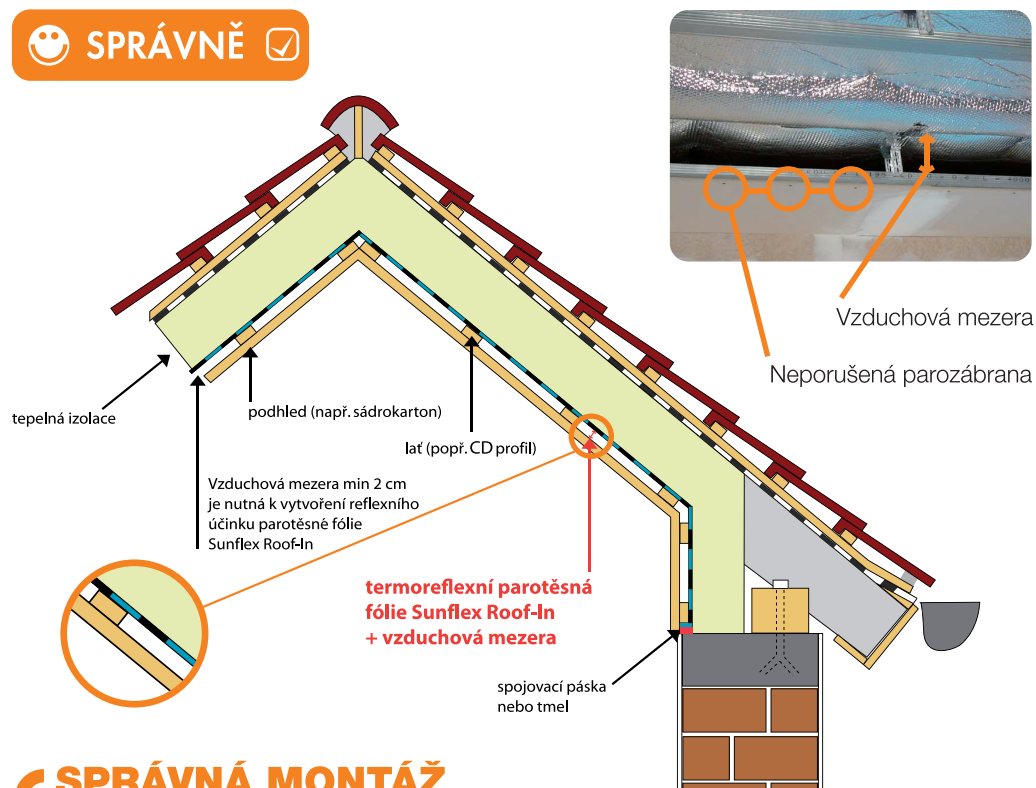 SPRÁVNĚ
Vzduchová mezera
Neporušená parozábrana
tepelná izolace
podhled (např. sádrokarton)
lať (popř. CD profil)
Vzduchová mezera min 2 cm
je nutná k vytvoření reflexního
účinku parotěsné fólie
Sunflex Roof-In
termoreflexní parotěsná
fólie Sunflex Roof-In
+ vzduchová mezera
spojovací páska
nebo tmel
SPRÁVNÁ MONTÁŽ